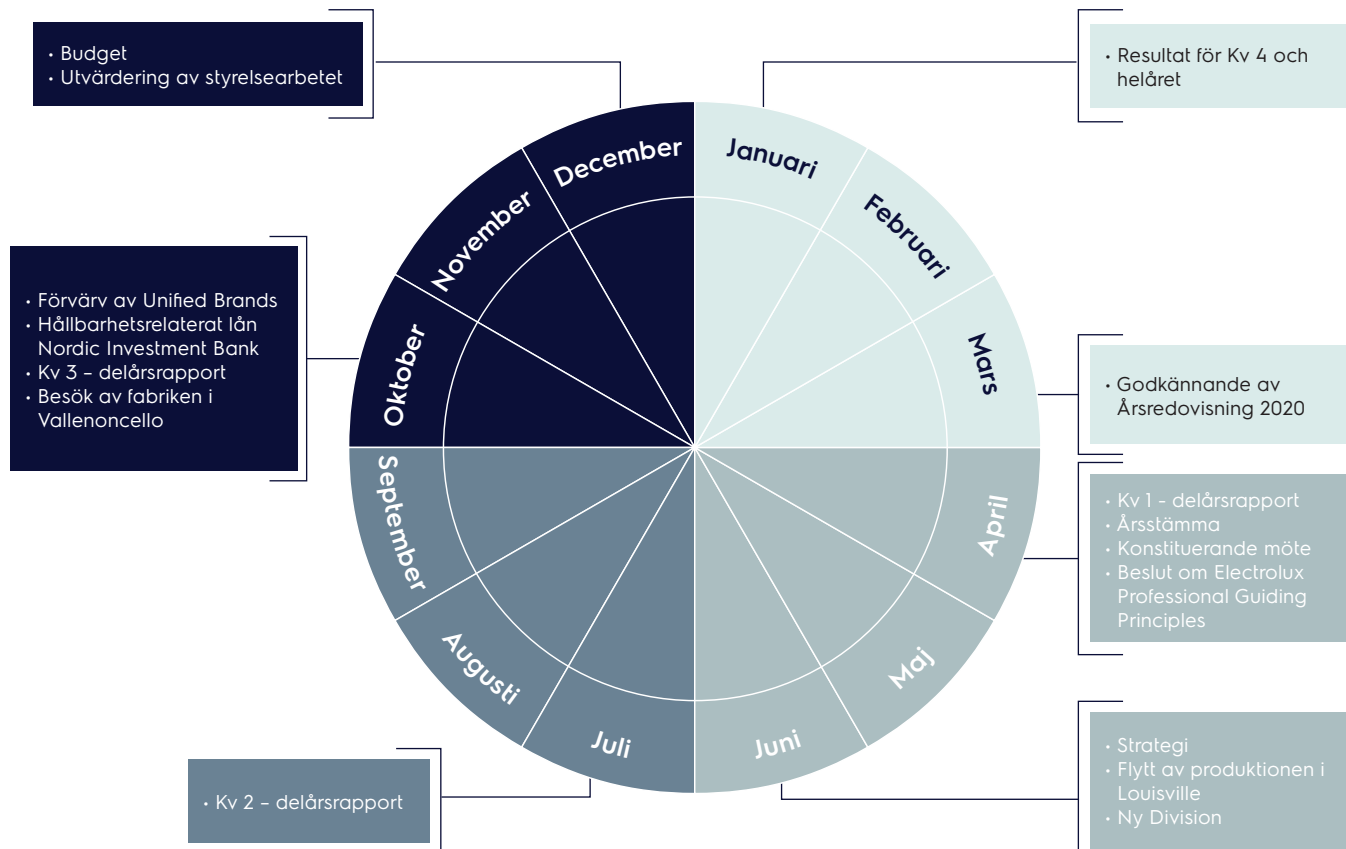 · Budget
· Utvärdering av styrelsearbetet
· Resultat för Kv 4 och
helåret
December
Januari
November
Februari
· Förvärv av Unified Brands
· Hållbarhetsrelaterat lån
Nordic Investment Bank
· Kv 3 – delårsrapport
· Besök av fabriken i
Vallenoncello
Oktober
Mars
· Godkännande av
Årsredovisning 2020
September
April
· Kv 1 - delårsrapport
· Årsstämma
· Konstituerande möte
· Beslut om Electrolux
Professional Guiding
Principles
Augusti
Maj
Juli
Juni
· Strategi
· Flytt av produktionen i
Louisville
· Ny Division
· Kv 2 – delårsrapport